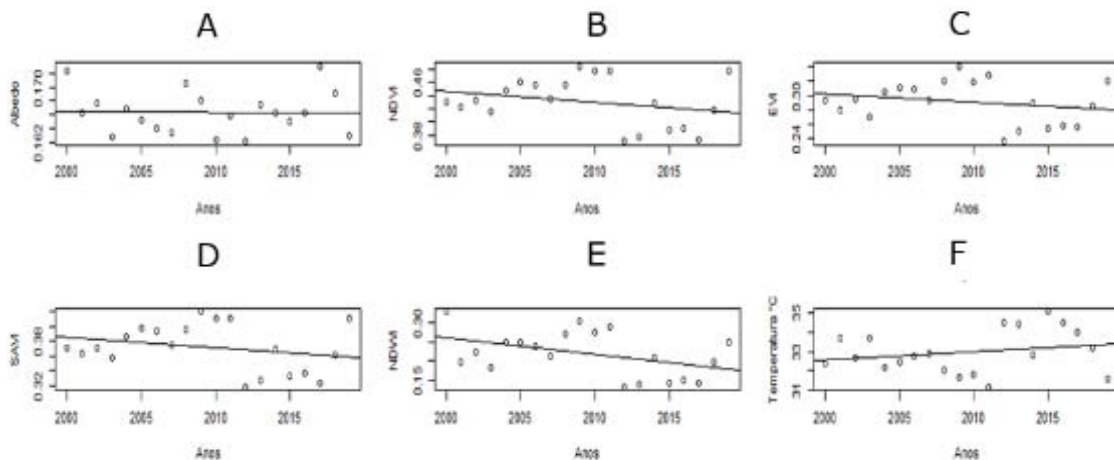 A
B
C
Albedo
0.162
0.170
2000
2005
2010
2015
Anos
NDVI
0.38
0.46
2000
2005
2010
2015
Anos
EVI
0.24
0.30
2000
2005
2010
2015
Anos
D
E
F
SAVI
0.32
0.38
2000
2005
2010
2015
Anos
NDWI
0.15
0.30
2000
2005
2010
2015
Anos
Temperatura °C
31
33
35
2000
2005
2010
2015
Anos